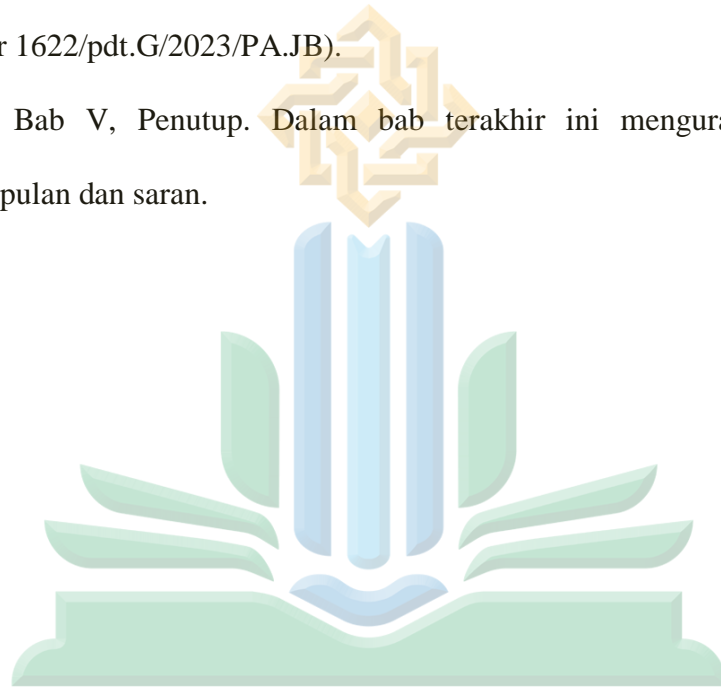 r 1622/pdt.G/2023/PA.JB).
Bab V, Penutup. Dalam bab terakhir ini mengura
pulan dan saran.